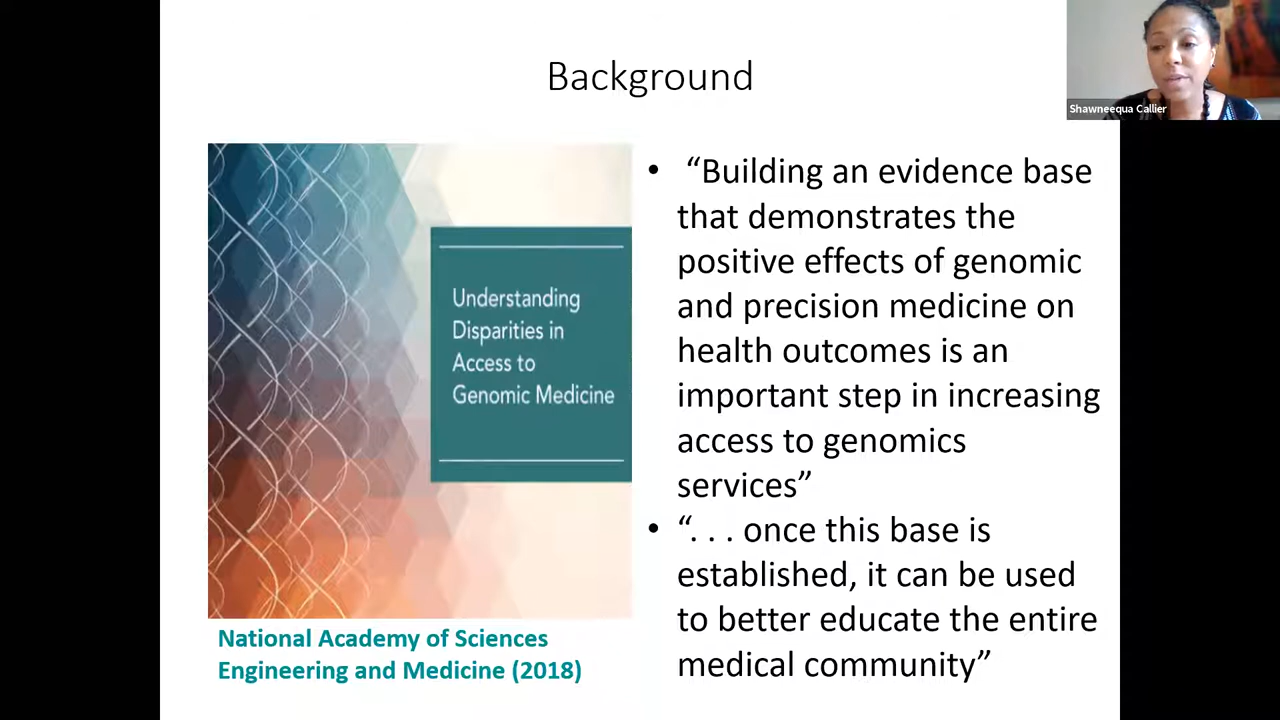 Background
Shawneequa Callier
Understanding
Disparities in
Access to
Genomic Medicine
National Academy of Sciences
Engineering and Medicine (2018)
• “Building an evidence base
that demonstrates the
positive effects of genomic
and precision medicine on
health outcomes is an
important step in increasing
access to genomics
services”
• “. . . once this base is
established, it can be used
to better educate the entire
medical community”